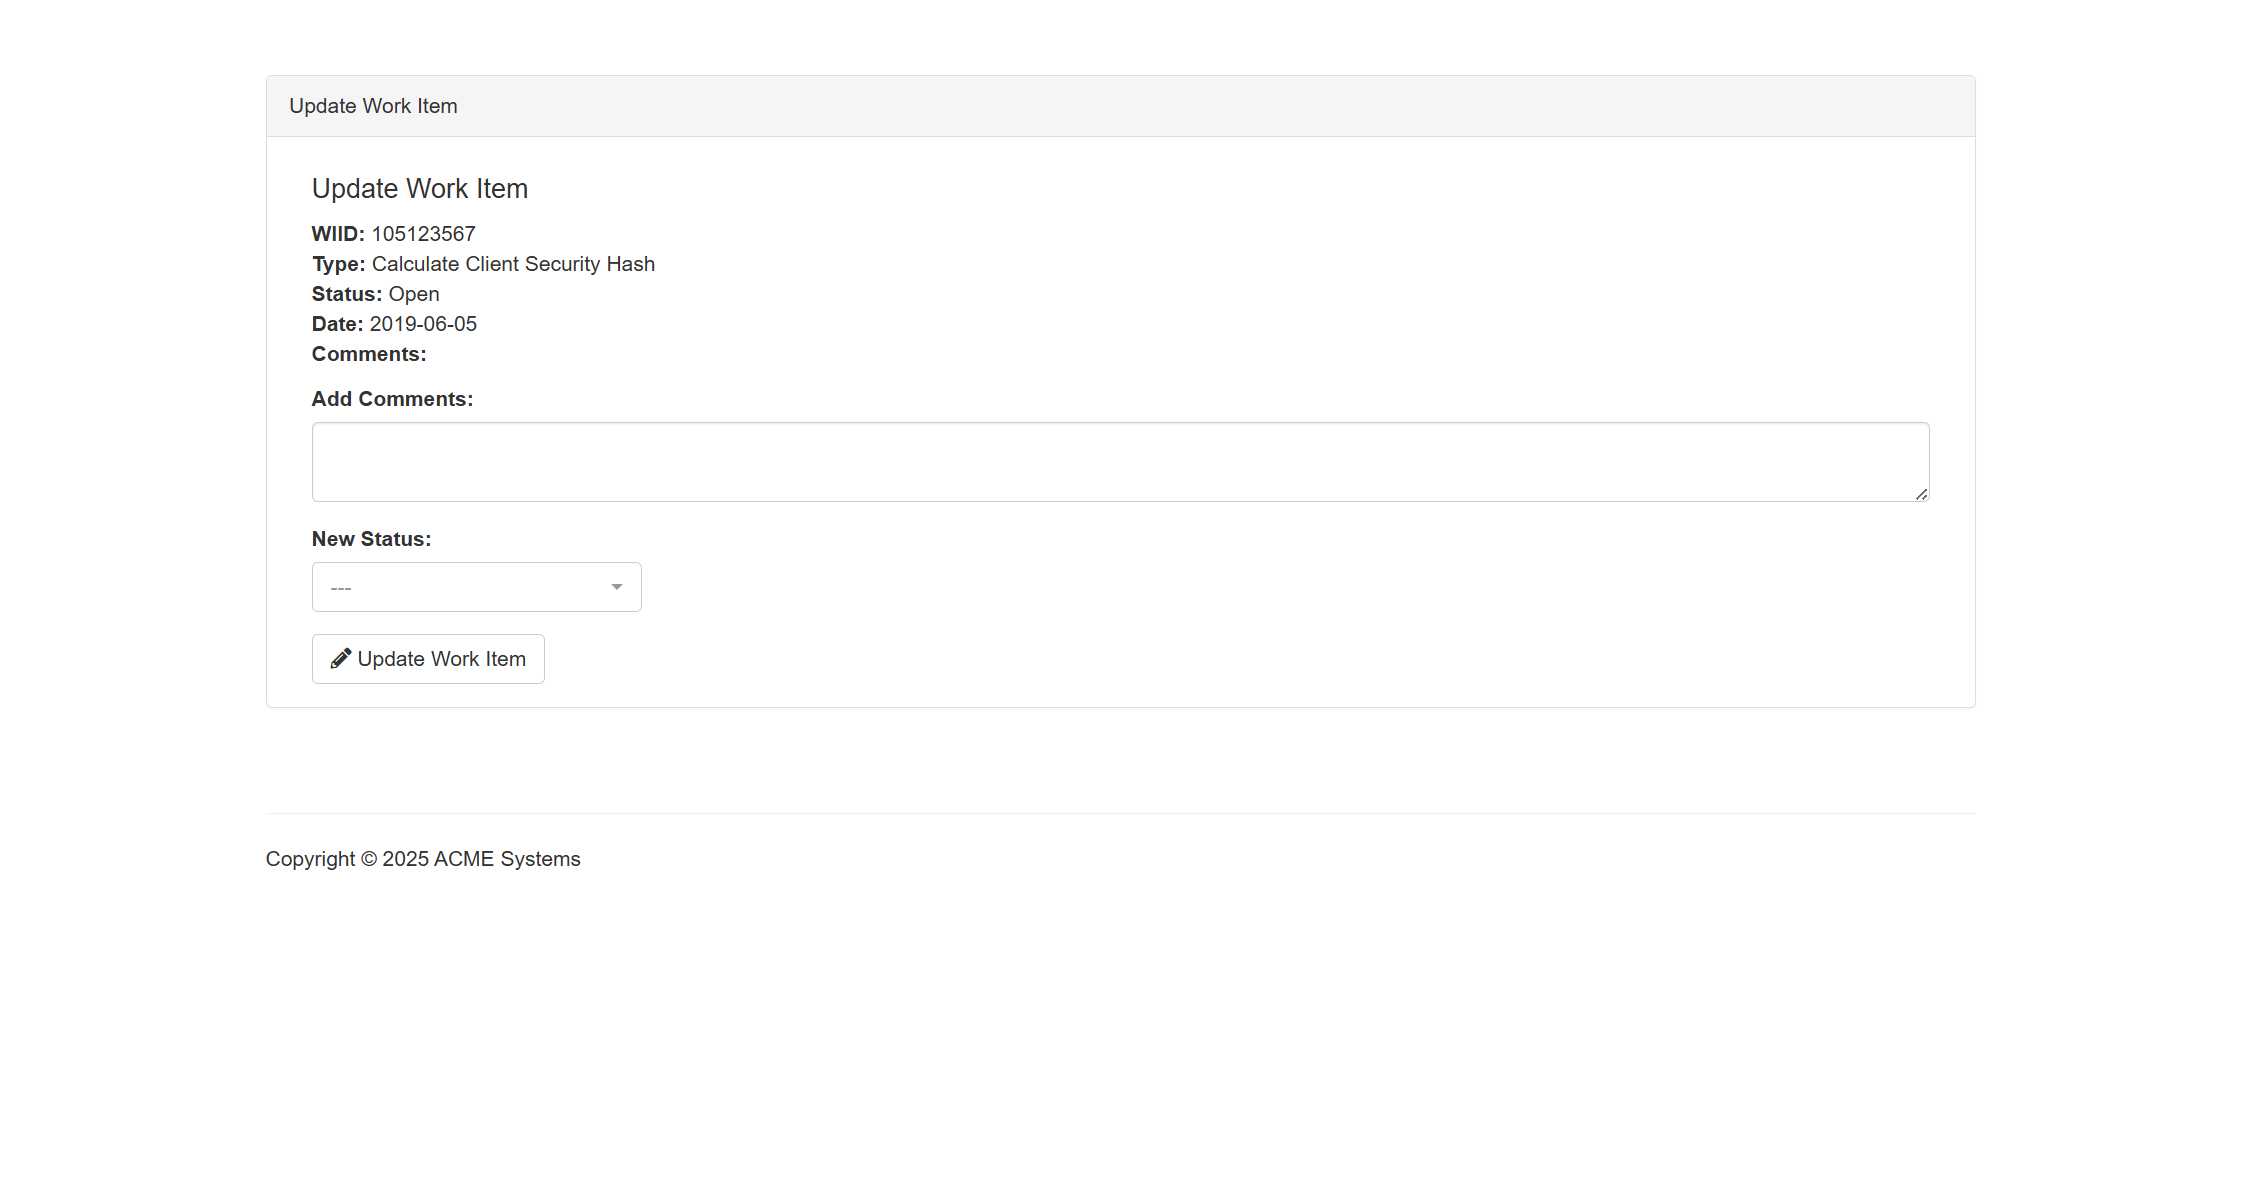 Update Work Item
Update Work Item
WIID: 105123567
Type: Calculate Client Security Hash
Status: Open
Date: 2019-06-05
Comments:
Add Comments:
New Status:
---
Update Work Item
Copyright © 2025 ACME Systems